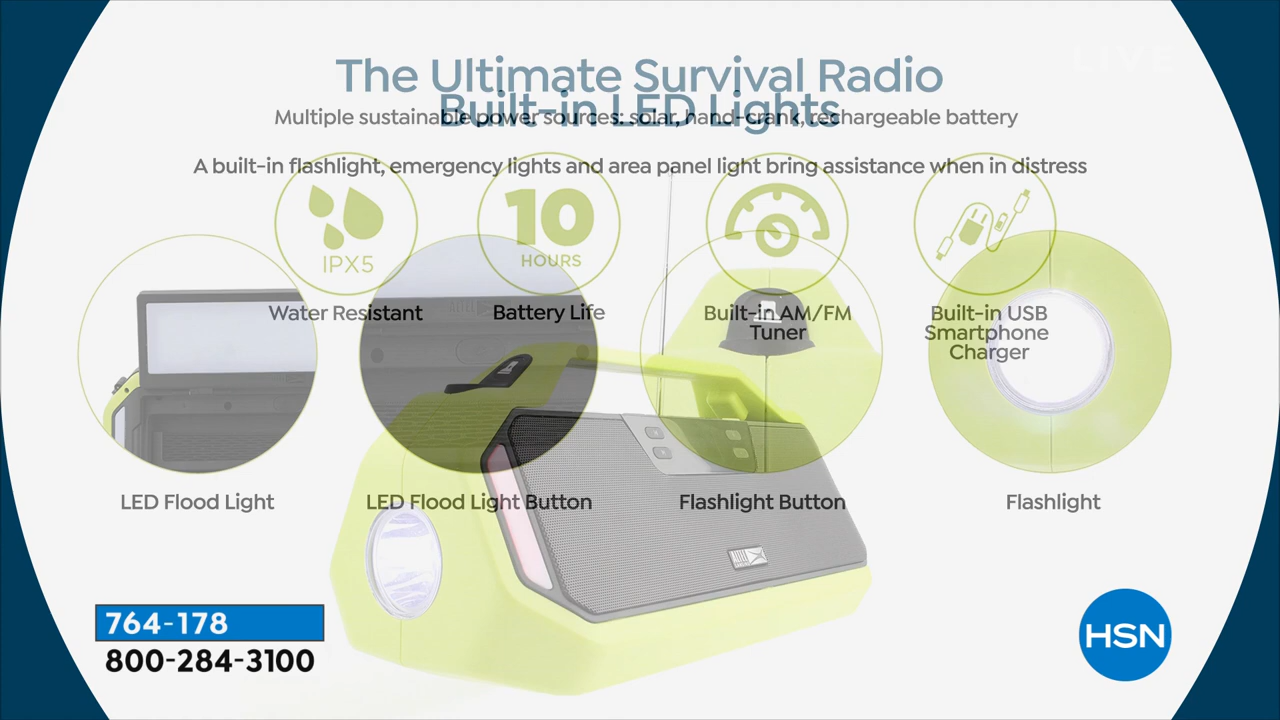 LIVE
The Ultimate Survival Radio
Built-in LED Lights
Multiple sustainable power sources: solar, hand-crank, rechargeable battery
A built-in flashlight, emergency lights and area panel light bring assistance when in distress
IPX5
10
HOURS
Water Resistant
Battery Life
Built-in AM/FM
Tuner
Built-in USB
Smartphone
Charger
LED Flood Light
LED Flood Light Button
Flashlight Button
Flashlight
764-178
800-284-3100
HSN